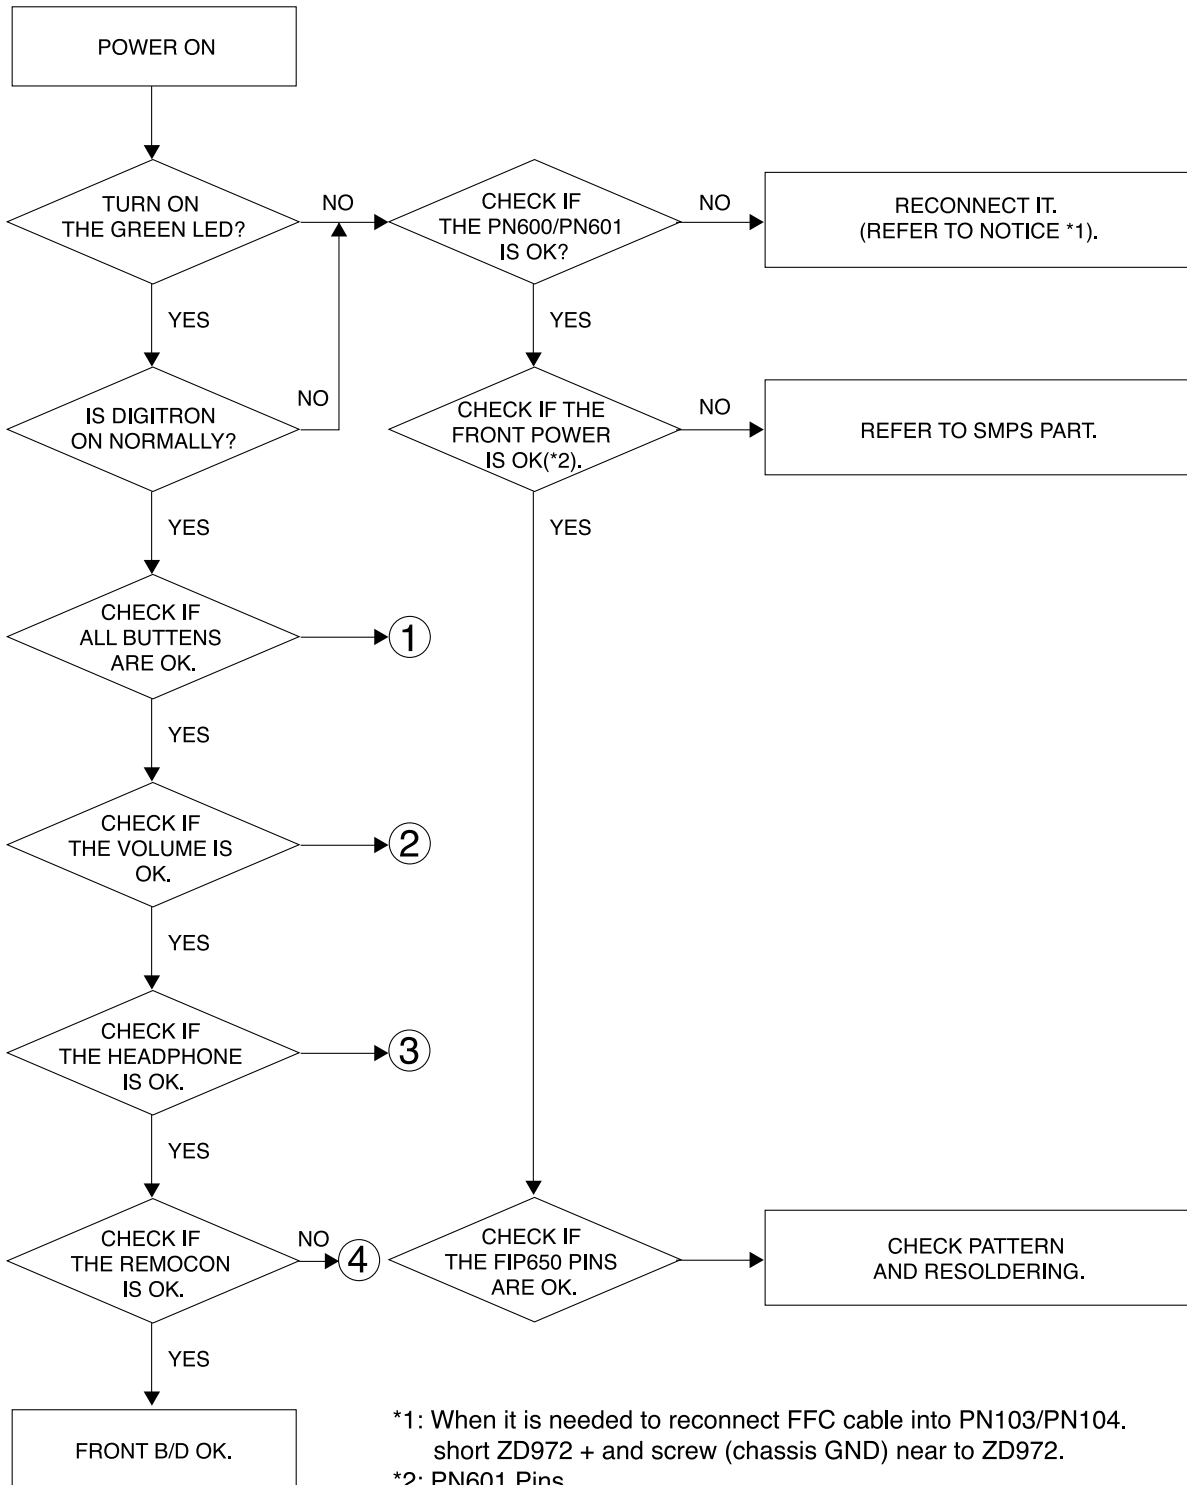 POWER ON
TURN ON
THE GREEN LED?
NO
CHECK IF
THE PN600/PN601
IS OK?
NO
RECONNECT IT.
(REFER TO NOTICE *1).
YES
YES
IS DIGITRON
ON NORMALLY?
NO
CHECK IF THE
FRONT POWER
IS OK(*2).
NO
REFER TO SMPS PART.
YES
YES
CHECK IF
ALL BUTTENS
ARE OK.
1
YES
CHECK IF
THE VOLUME IS
OK.
2
YES
CHECK IF
THE HEADPHONE
IS OK.
3
YES
CHECK IF
THE REMOCON
IS OK.
NO
4
CHECK IF
THE FIP650 PINS
ARE OK.
CHECK PATTERN
AND RESOLDERING.
YES
FRONT B/D OK.
*1: When it is needed to reconnect FFC cable into PN103/PN104.
short ZD972 + and screw (chassis GND) near to ZD972.
*2: PN601 Pins